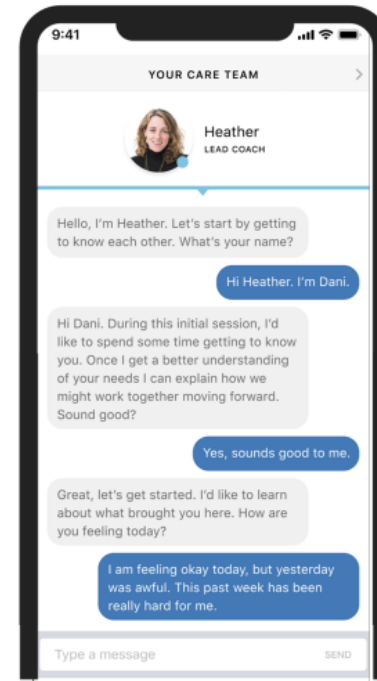 9:41
YOUR CARE TEAM
Heather
LEAD COACH
Hello, I'm Heather. Let's start by getting
to know each other. What's your name?
Hi Heather. I'm Dani.
Hi Dani. During this initial session, I'd
like to spend some time getting to know
you. Once I get a better understanding
of your needs I can explain how we
might work together moving forward.
Sound good?
Yes, sounds good to me.
Great, let's get started. I'd like to learn
about what brought you here. How are
you feeling today?
I am feeling okay today, but yesterday
was awful. This past week has been
really hard for me.
Type a message
SEND